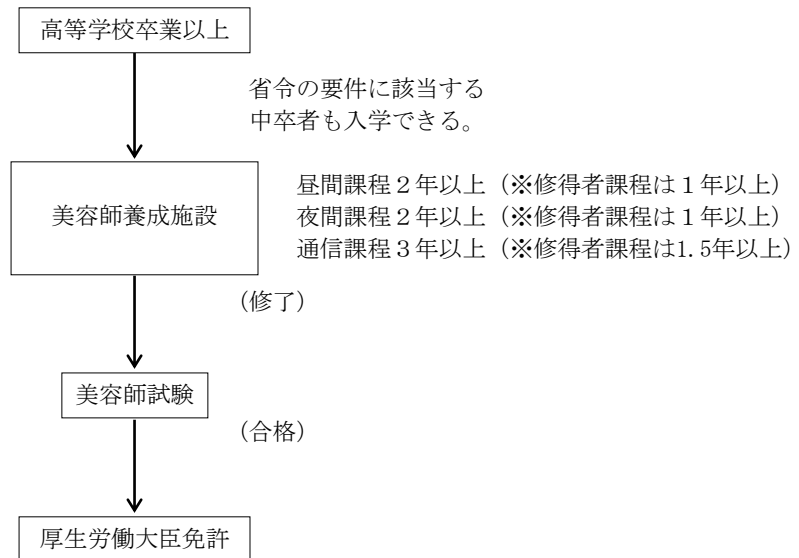 高等学校卒業以上
省令の要件に該当する
中卒者も入学できる。
美容師養成施設
昼間課程２年以上（※修得者課程は１年以上）
夜間課程２年以上（※修得者課程は１年以上）
通信課程３年以上（※修得者課程は1.5年以上）
（修了）
美容師試験
（合格）
厚生労働大臣免許